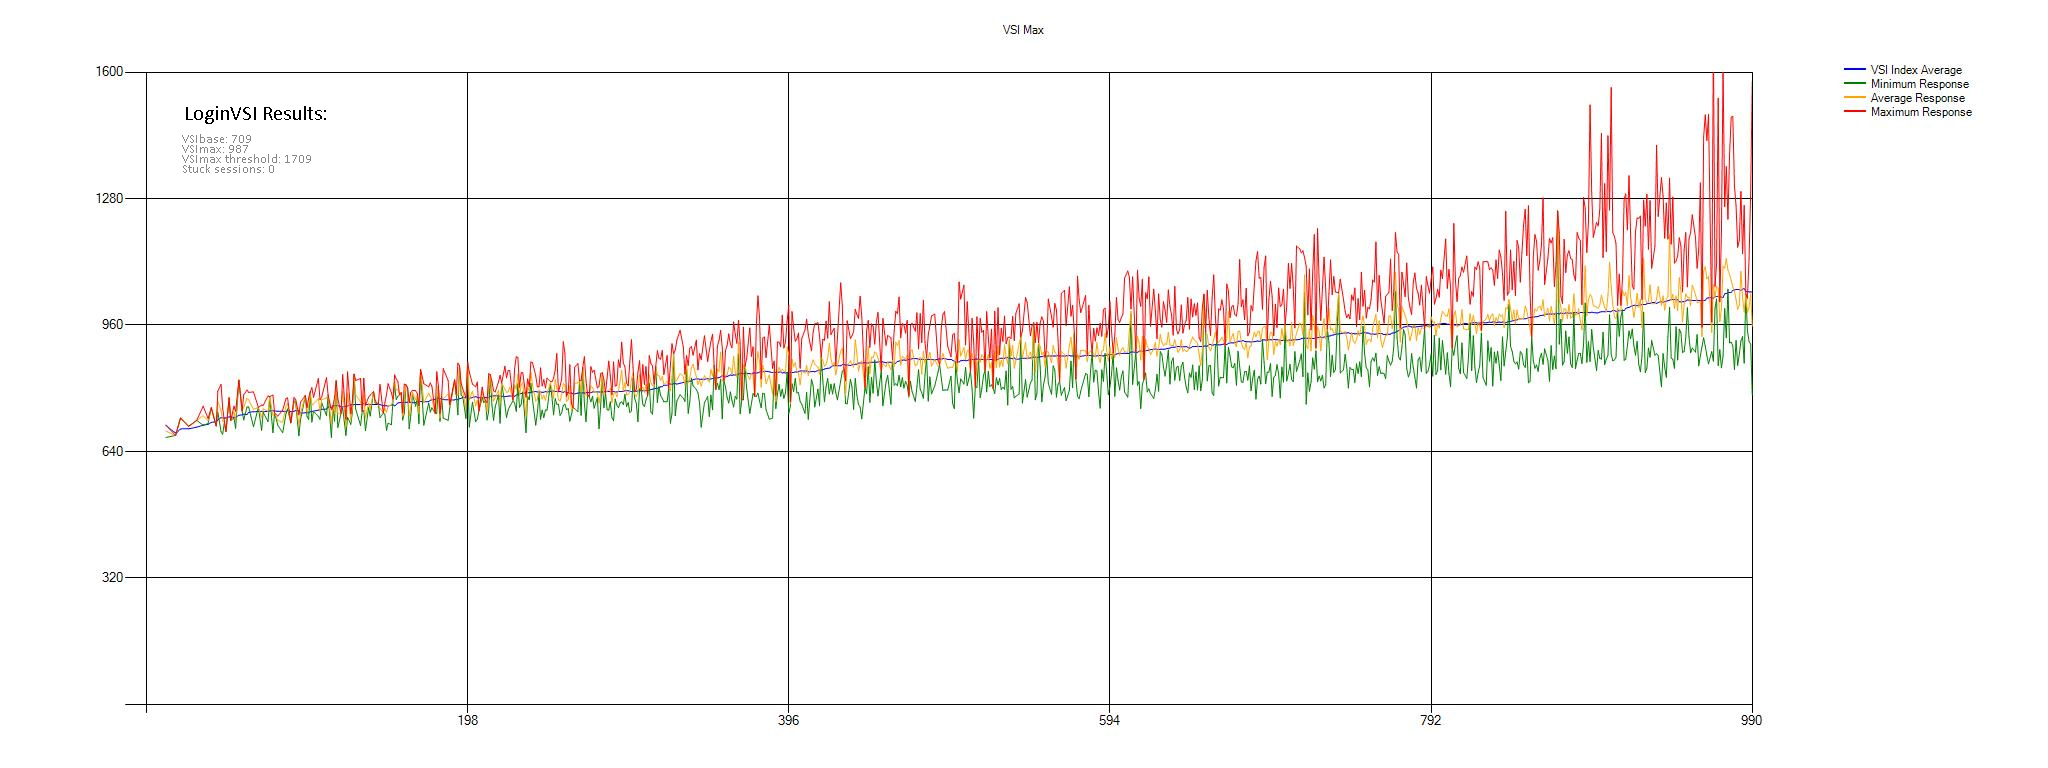 VSI Max
1600
1280
960
640
320
198
396
594
792
990
LoginVSI Results:
VSIbase: 709
VSImax: 987
VSImax threshold: 1709
Stuck sessions: 0
VSI Index Average
Minimum Response
Average Response
Maximum Response